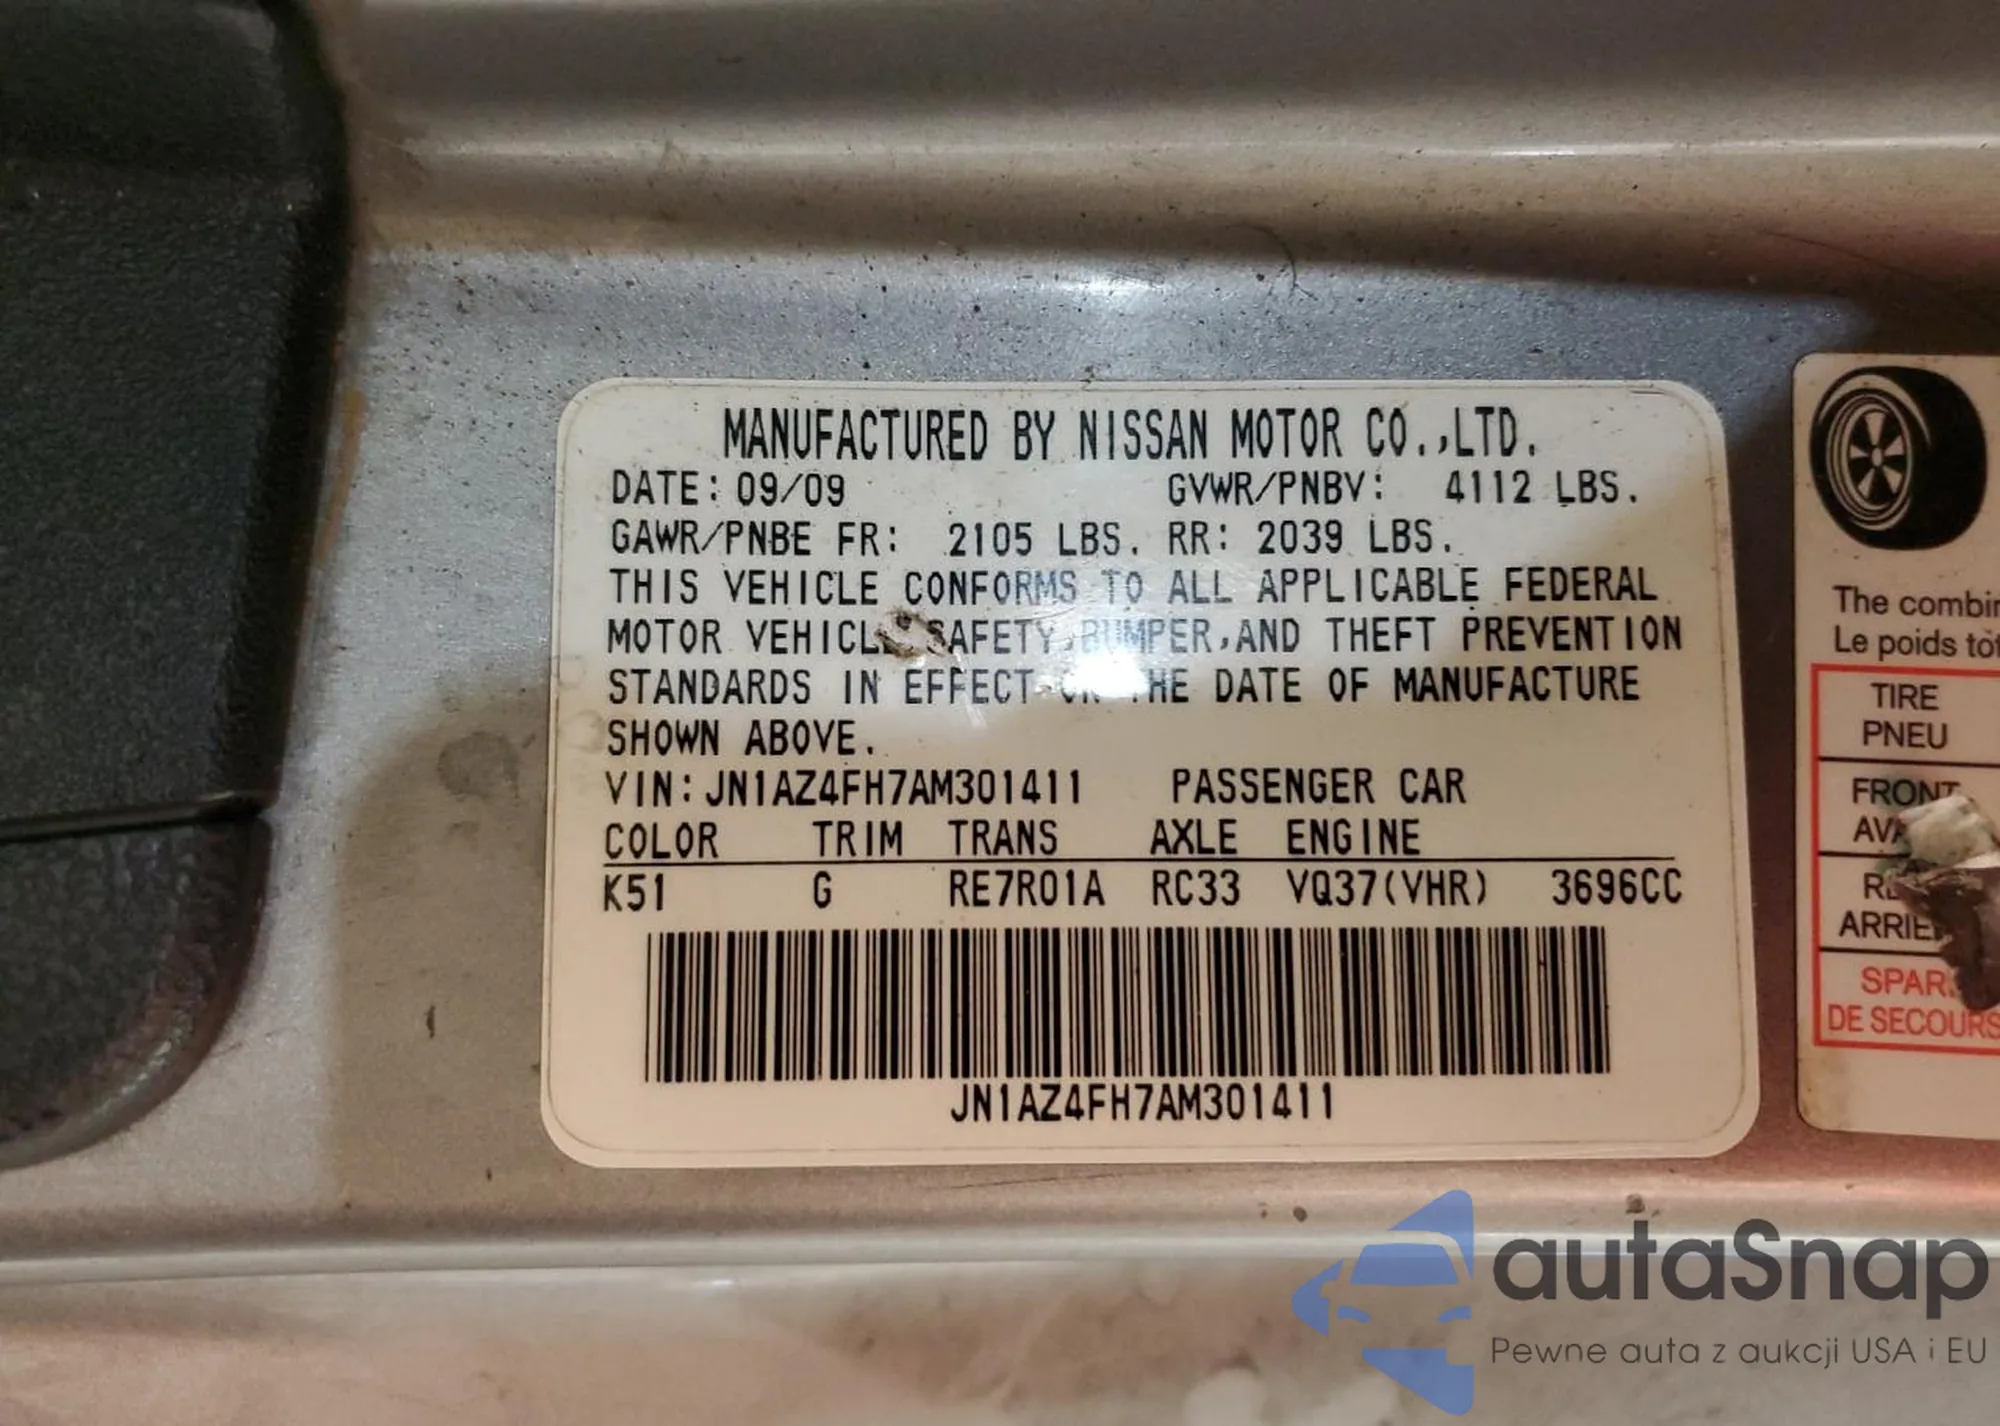 MANUFACTURED BY NISSAN MOTOR CO.,LTD.
DATE: 09/09 GVWR/PNBV: 4112 LBS.
GAWR/PNBE FR: 2105 LBS. RR: 2039 LBS.
THIS VEHICLE CONFORMS TO ALL APPLICABLE FEDERAL
MOTOR VEHICLE SAFETY,BUMPER,AND THEFT PREVENTION
STANDARDS IN EFFECT THE DATE OF MANUFACTURE
SHOWN ABOVE.
VIN:JN1AZ4FH7AM301411 PASSENGER CAR
COLOR TRIM TRANS AXLE ENGINE
K51 G RE7R01A RC33 VQ37(VHR) 3696CC
JN1AZ4FH7AM301411
The combin
Le poids tot
TIRE
PNEU
FRONT
DE SECOURS
autaSnap
Pewne auta z aukcji USA i EU